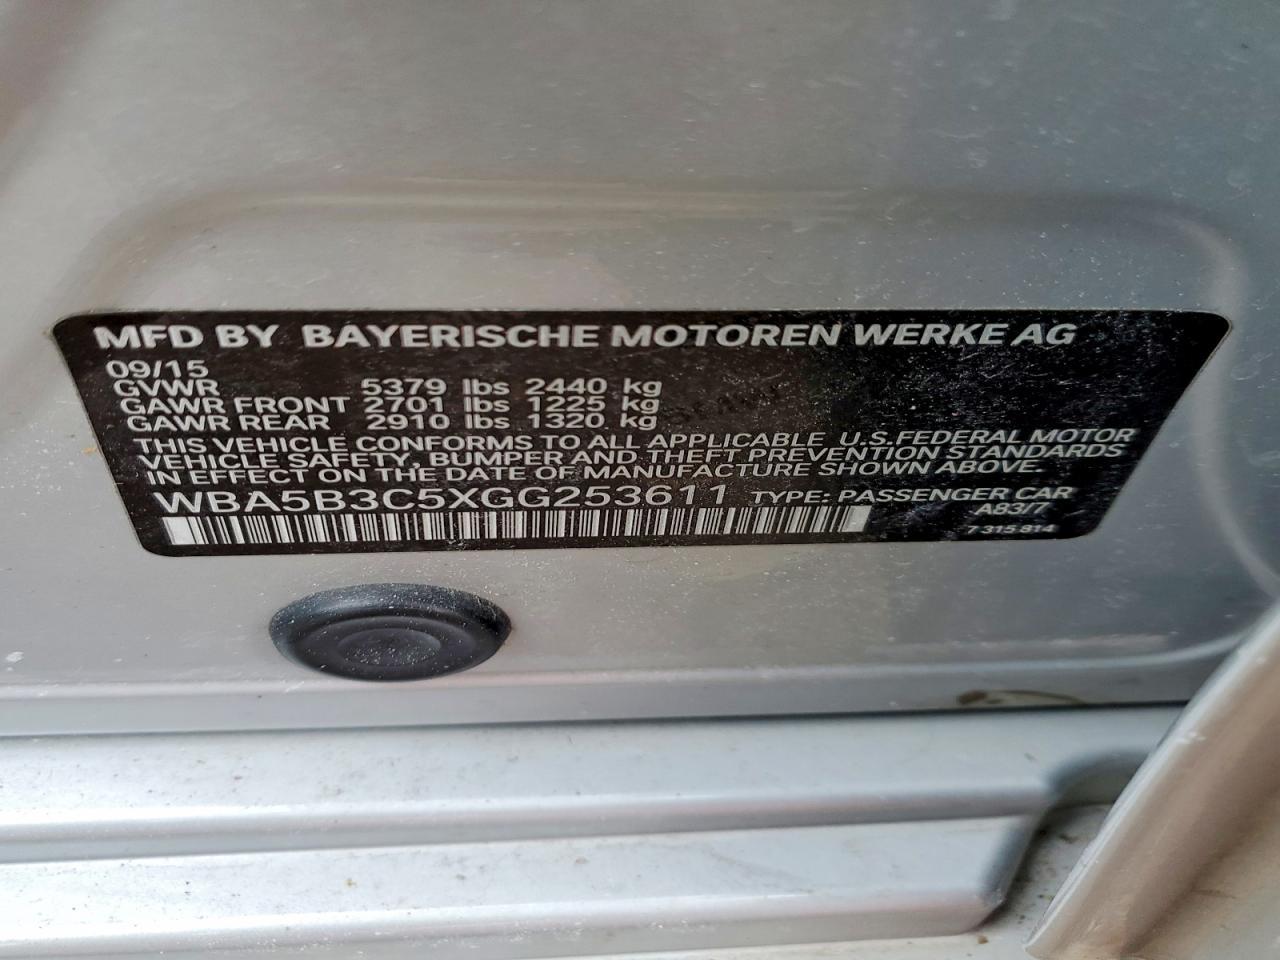 MFD BY BAYERISCHE MOTOREN WERKE AG
09/15
GVWR 5379 lbs 2440 kg
GAWR FRONT 2701 lbs 1225 kg
GAWR REAR 2910 lbs 1320 kg
THIS VEHICLE CONFORMS TO ALL APPLICABLE U.S.FEDERAL MOTOR
VEHICLE SAFETY, BUMPER AND THEFT PREVENTION STANDARDS
IN EFFECT ON THE DATE OF MANUFACTURE SHOWN ABOVE.
WBA5B3C5XGG253611 TYPE: PASSENGER CAR
A83/7
7 315 814